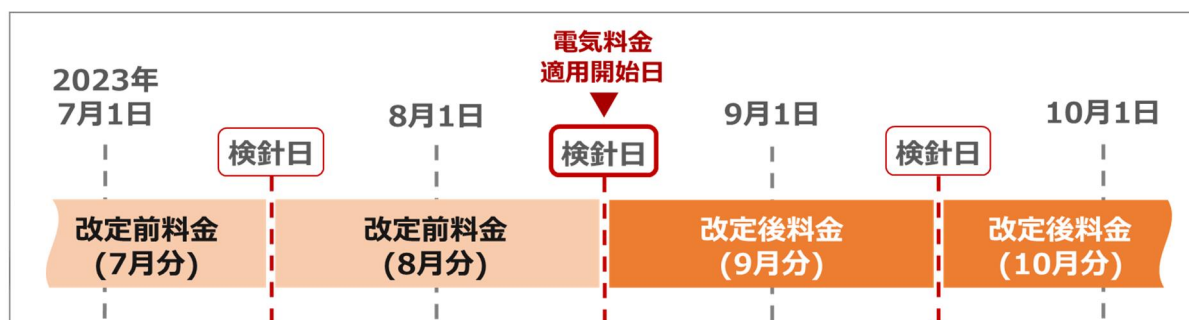 電気料金
適用開始日
2023年
7月1日
8月1日
9月1日
10月1日
検針日
検針日
検針日
改定前料金
(7月分)
改定前料金
(8月分)
改定後料金
(9月分)
改定後料金
(10月分)